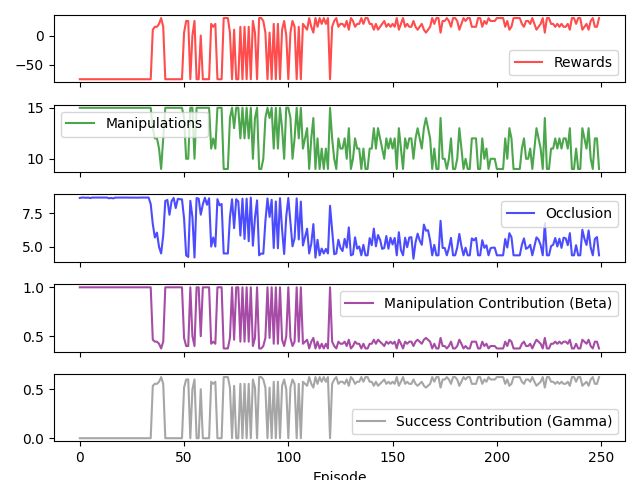 0
−50
Rewards
15
10
Manipulations
7.5
5.0
Occlusion
1.0
0.5
Manipulation Contribution (Beta)
0.5
0.0
Success Contribution (Gamma)
0 50 100 150 200 250
Episode